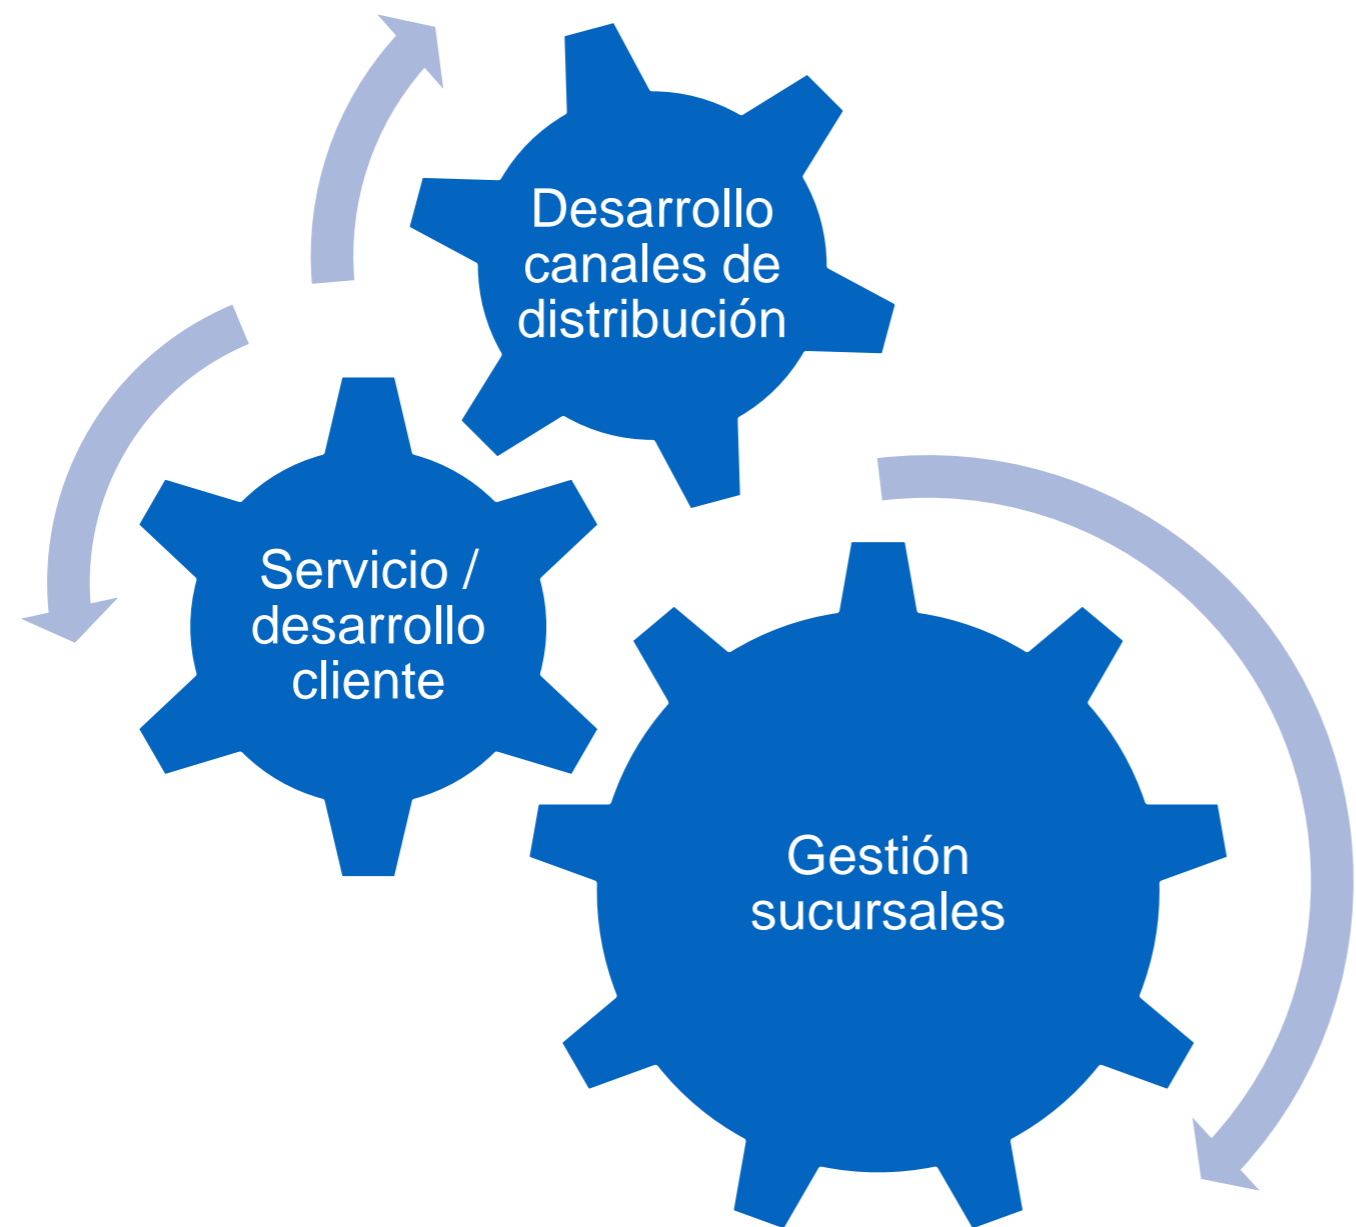 Desarrollo
canales de
distribución
Servicio /
desarrollo
cliente
Gestión
sucursales